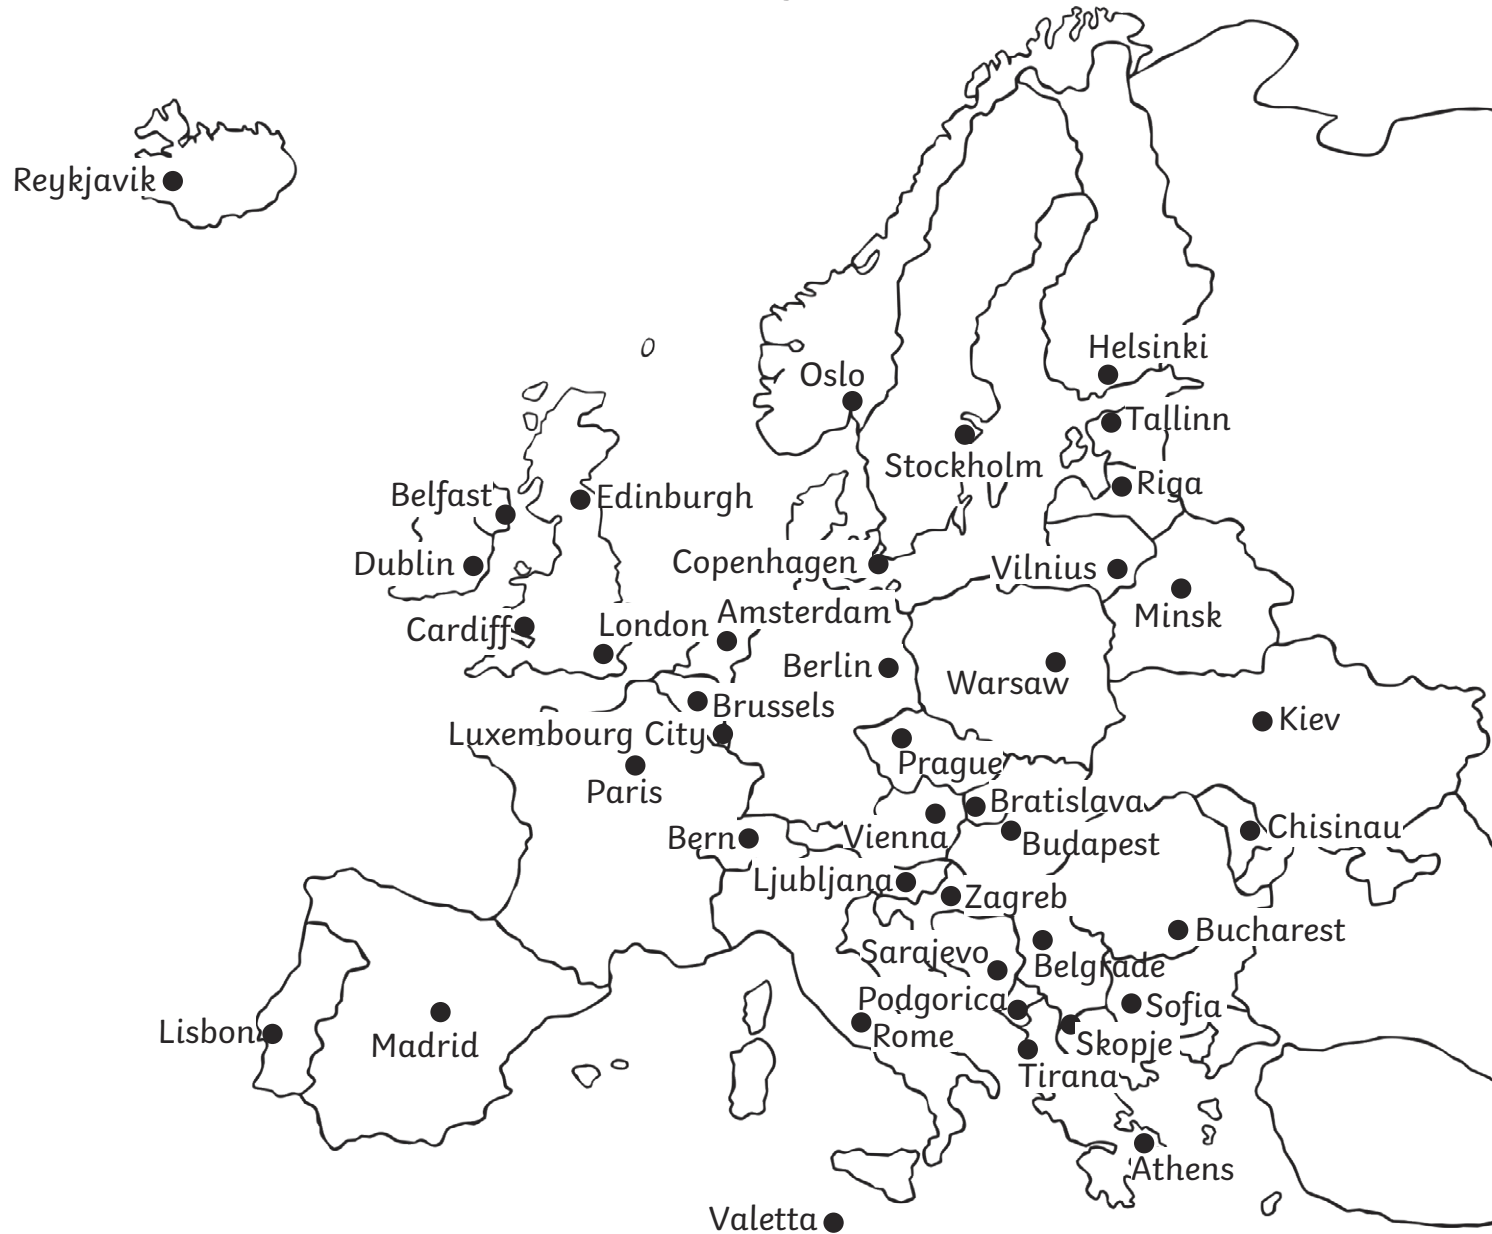 Reykjavik
Helsinki
Oslo
Tallinn
Stockholm
Riga
Belfast
Edinburgh
Copenhagen
Dublin
Vilnius
Minsk
Amsterdam
London
Cardiff
Berlin
Warsaw
Brussels
Kiev
Luxembourg City
Prague
Paris
Bratislava
Chisinau
Bern
Vienna
Budapest
Ljubljana
Zagreb
Bucharest
Sarajevo
Belgrade
Podgorica
Sofia
Lisbon
Rome
Madrid
Skopje
Tirana
Athens
Valetta